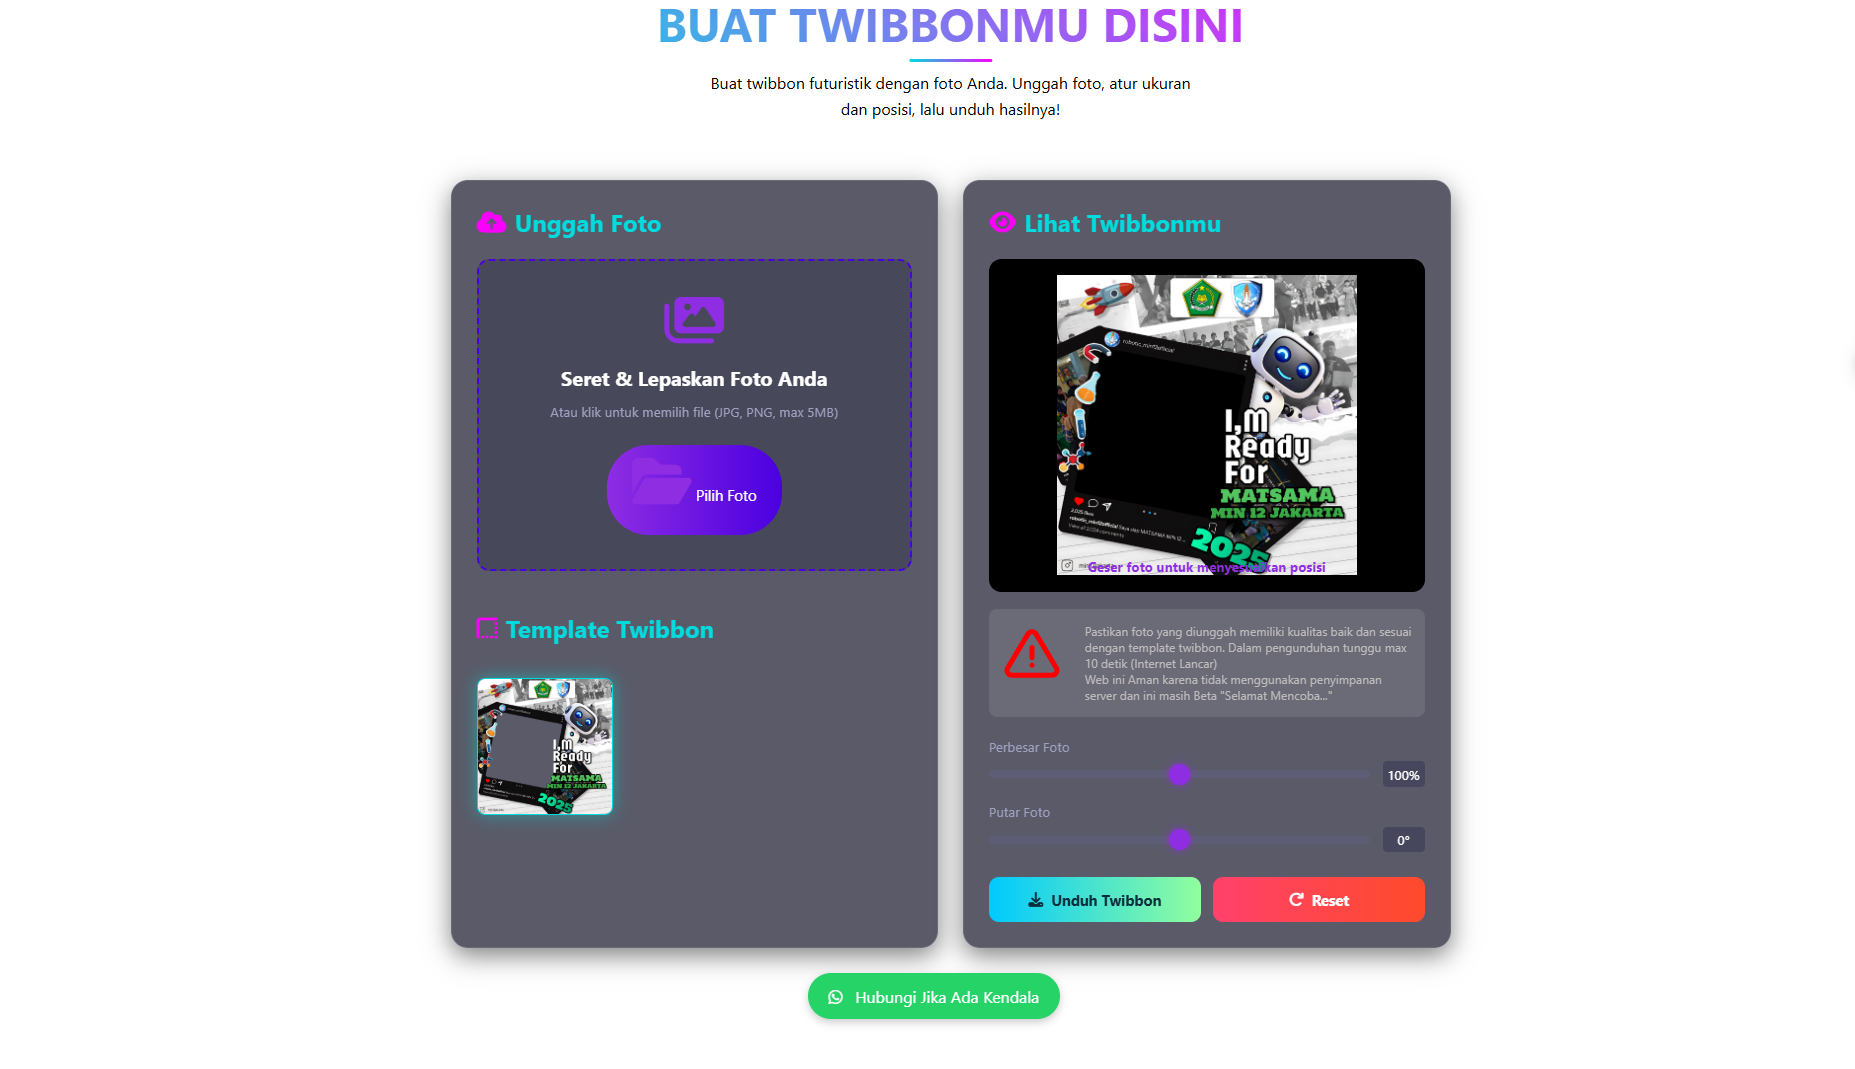 BUAT TWIBBONMU DISINI
Buat twibbon futuristik dengan foto Anda. Unggah foto, atur ukuran
dan posisi, lalu unduh hasilnya!
Unggah Foto
Seret & Lepaskan Foto Anda
Atau klik untuk memilih file (JPG, PNG, max 5MB)
Pilih Foto
Template Twibbon
I,M
Ready
For
MATSAMA
MIN 12 JAKARTA
2025
Lihat Twibbonmu
robotic_min12official
I,M
Ready
For
MATSAMA
MIN 12 JAKARTA
2025
Geser foto untuk menyesuaikan posisi
Pastikan foto yang diunggah memiliki kualitas baik dan sesuai
dengan template twibbon. Dalam pengunduhan tunggu max
10 detik (Internet Lancar)
Web ini Aman karena tidak menggunakan penyimpanan
server dan ini masih Beta "Selamat Mencoba..."
Perbesar Foto
100%
Putar Foto
0°
Unduh Twibbon
Reset
Hubungi Jika Ada Kendala